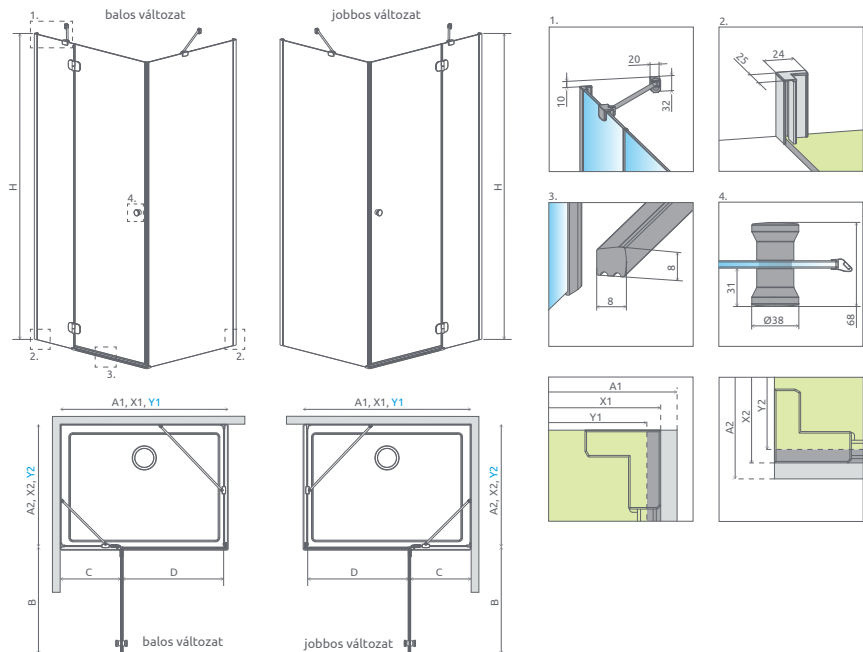 balos változat
jobbos változat
1.
H
4.
2.
3.
2.
H
1.
20
10
32
2.
24
25
3.
8
8
4.
31
Ø38
68
A1, X1, Y1
A2, X2, Y2
C
D
B
balos változat
A1, X1, Y1
A2, X2, Y2
D
C
B
jobbos változat
A1
X1
Y1
A2
X2
Y2